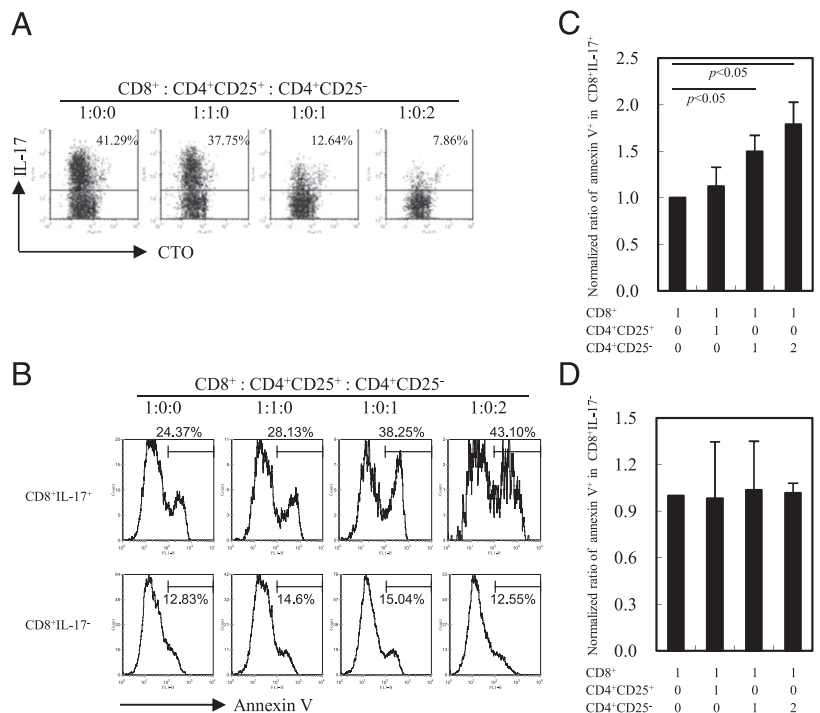 A
CD8⁺ : CD4⁺CD25⁺ : CD4⁺CD25⁻
1:0:0 1:1:0 1:0:1 1:0:2
41.29% 37.75% 12.64% 7.86%
IL-17
CTO
B
CD8⁺ : CD4⁺CD25⁺ : CD4⁺CD25⁻
1:0:0 1:1:0 1:0:1 1:0:2
24.37% 28.13% 38.25% 43.10%
CD8⁺IL-17⁺
12.83% 14.6% 15.04% 12.55%
CD8⁺IL-17⁻
Annexin V
C
Normalized ratio of annexin V⁺ in CD8⁺IL-17⁺
2.5
2.0
1.5
1.0
0.5
0.0
p<0.05
p<0.05
CD8⁺ 1 1 1 1
CD4⁺CD25⁺ 0 1 0 0
CD4⁺CD25⁻ 0 0 1 2
D
Normalized ratio of annexin V⁺ in CD8⁺IL-17⁻
1.5
1.2
0.9
0.6
0.3
0.0
CD8⁺ 1 1 1 1
CD4⁺CD25⁺ 0 1 0 0
CD4⁺CD25⁻ 0 0 1 2